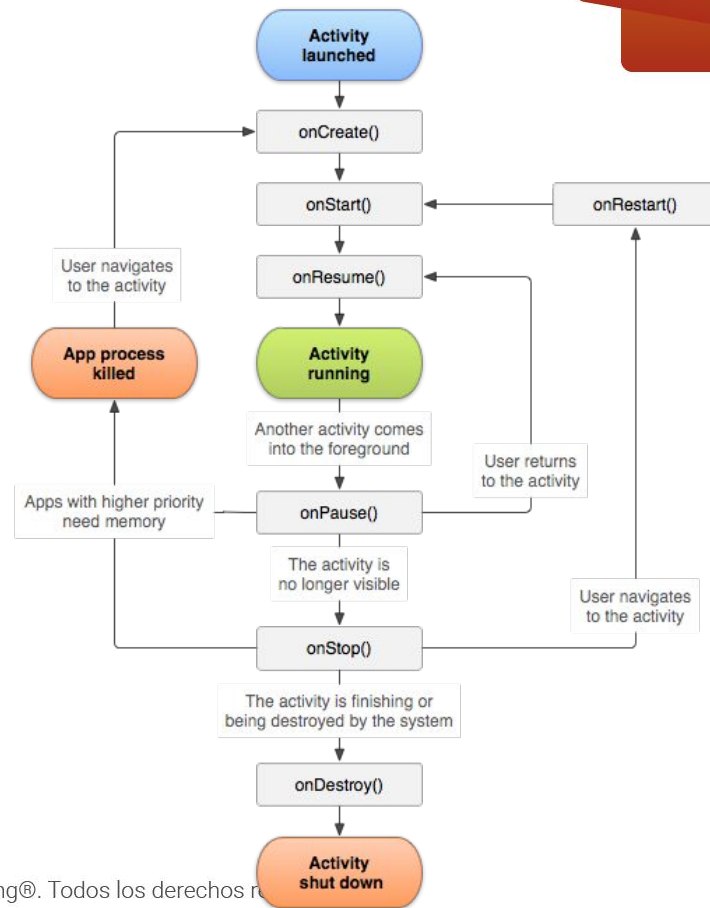 Activity
launched
onCreate()
onStart()
onRestart()
User navigates
to the activity
onResume()
App process
killed
Activity
running
Another activity comes
into the foreground
User returns
to the activity
Apps with higher priority
need memory
onPause()
The activity is
no longer visible
User navigates
to the activity
onStop()
The activity is finishing or
being destroyed by the system
onDestroy()
Activity
shut down
ng®. Todos los derechos